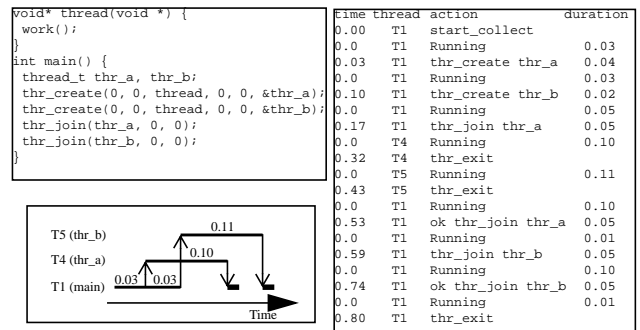 void* thread(void *) {
work();
}
int main() {
thread_t thr_a, thr_b;
thr_create(0, 0, thread, 0, 0, &thr_a);
thr_create(0, 0, thread, 0, 0, &thr_b);
thr_join(thr_a, 0, 0);
thr_join(thr_b, 0, 0);
}
time thread action duration
0.00 T1 start_collect
0.0 T1 Running 0.03
0.03 T1 thr_create thr_a 0.04
0.0 T1 Running 0.03
0.10 T1 thr_create thr_b 0.02
0.0 T1 Running 0.05
0.17 T1 thr_join thr_a 0.05
0.0 T4 Running 0.10
0.32 T4 thr_exit
0.0 T5 Running 0.11
0.43 T5 thr_exit
0.0 T1 Running 0.10
0.53 T1 ok thr_join thr_a 0.05
0.0 T1 Running 0.01
0.59 T1 thr_join thr_b 0.05
0.0 T1 Running 0.10
0.74 T1 ok thr_join thr_b 0.05
0.0 T1 Running 0.01
0.80 T1 thr_exit
T5 (thr_b) 0.11
T4 (thr_a) 0.10
T1 (main) 0.03 0.03
Time